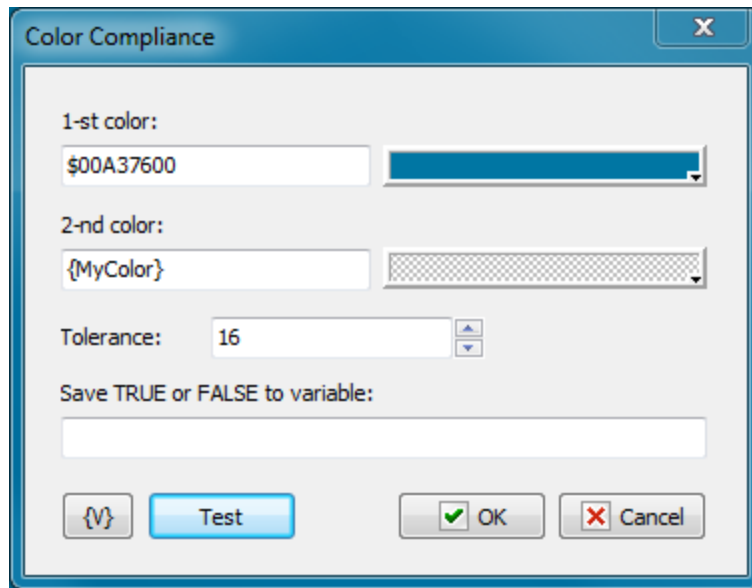 Color Compliance
1-st color:
$00A37600
2-nd color:
{MyColor}
Tolerance: 16
Save TRUE or FALSE to variable:
{V} Test OK Cancel